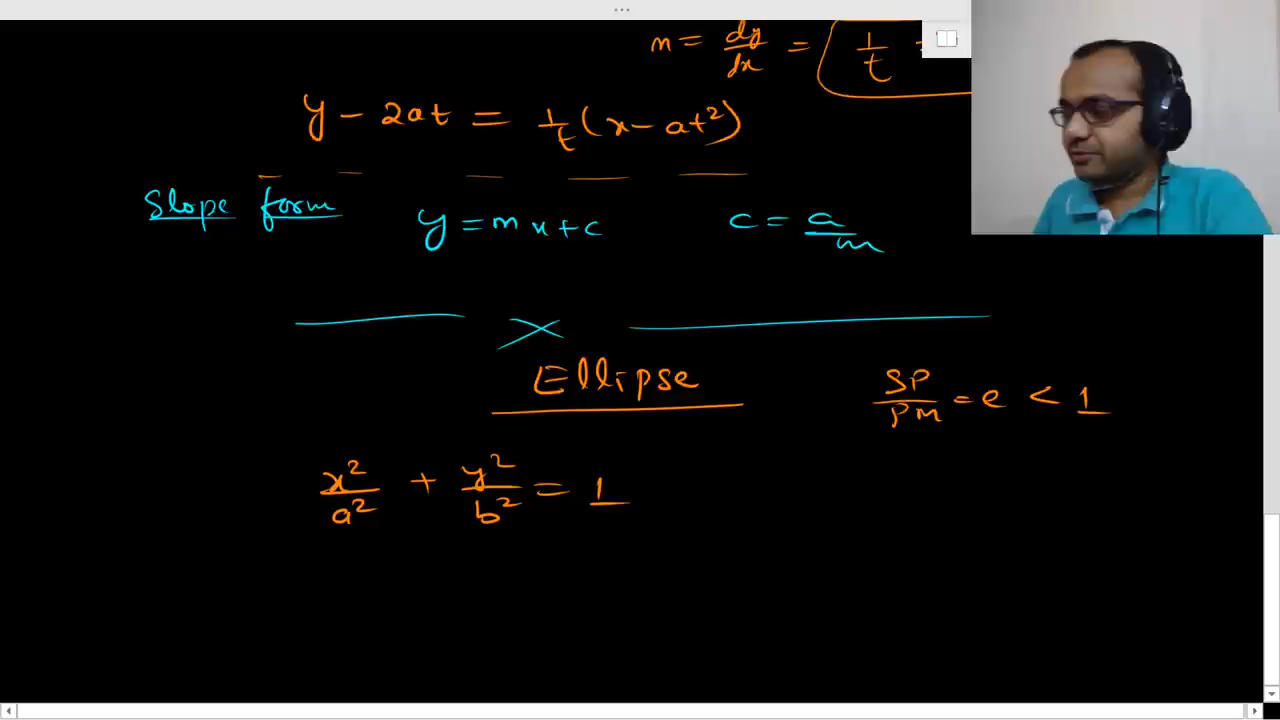 m = dy/dx = 1/t
y - 2at = 1/t (x - at²)
Slope form y = mx + c c = a/m
Ellipse
SP/PM = e < 1
x²/a² + y²/b² = 1